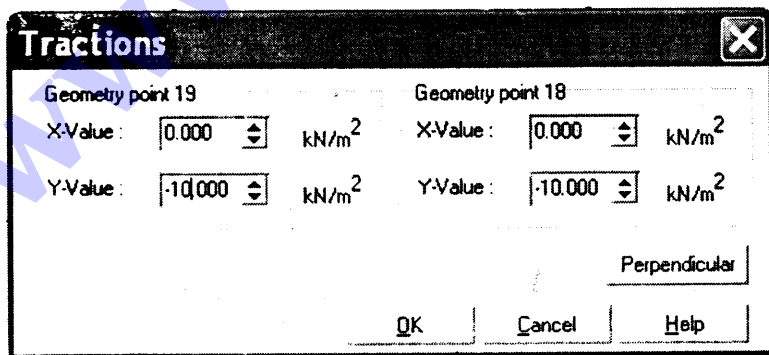 Tractions
Geometry point 19
X-Value : 0.000 kN/m²
Y-Value : -10.000 kN/m²
Geometry point 18
X-Value : 0.000 kN/m²
Y-Value : -10.000 kN/m²
Perpendicular
OK Cancel Help